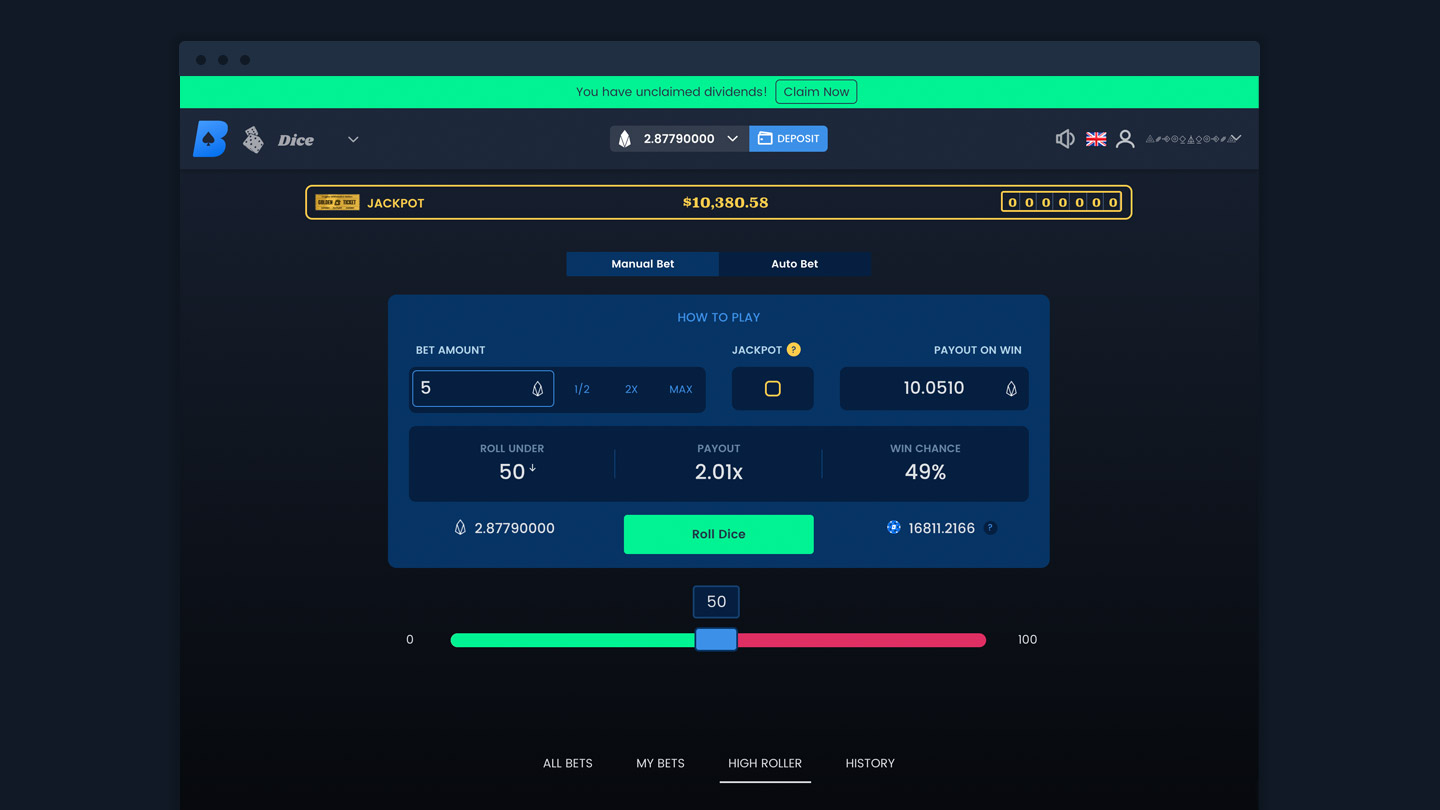 You have unclaimed dividends! Claim Now
Dice
2.87790000 DEPOSIT
GOLDEN TICKET JACKPOT $10,380.58 0 0 0 0 0 0 0
Manual Bet Auto Bet
HOW TO PLAY
BET AMOUNT JACKPOT ? PAYOUT ON WIN
5 1/2 2X MAX 10.0510
ROLL UNDER PAYOUT WIN CHANCE
50 2.01x 49%
2.87790000 Roll Dice 16811.2166 ?
50
0 100
ALL BETS MY BETS HIGH ROLLER HISTORY